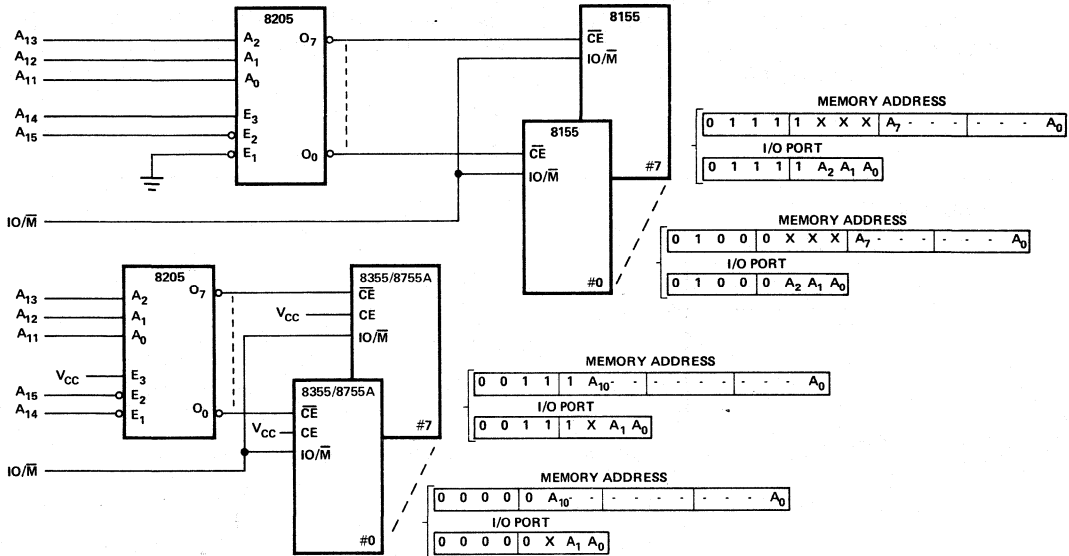 8205
8155
A13
A2
O7
CE
A12
A1
IO/M
A11
A0
MEMORY ADDRESS
A14
E3
8155
0 1 1 1 1 X X X A7 - - - - - - A0
A15
E2
I/O PORT
E1
O0
CE
#7
0 1 1 1 1 A2 A1 A0
IO/M
IO/M
MEMORY ADDRESS
0 1 0 0 0 X X X A7 - - - - - - A0
I/O PORT
8205
8355/8755A
#0
0 1 0 0 0 A2 A1 A0
A13
A2
O7
CE
A12
A1
VCC
CE
A11
A0
IO/M
MEMORY ADDRESS
VCC
E3
8355/8755A
0 0 1 1 1 A10 - - - - - - - - A0
A15
E2
I/O PORT
A14
E1
O0
CE
VCC
CE
#7
0 0 1 1 1 X A1 A0
IO/M
IO/M
MEMORY ADDRESS
0 0 0 0 0 A10 - - - - - - - - A0
I/O PORT
#0
0 0 0 0 0 X A1 A0